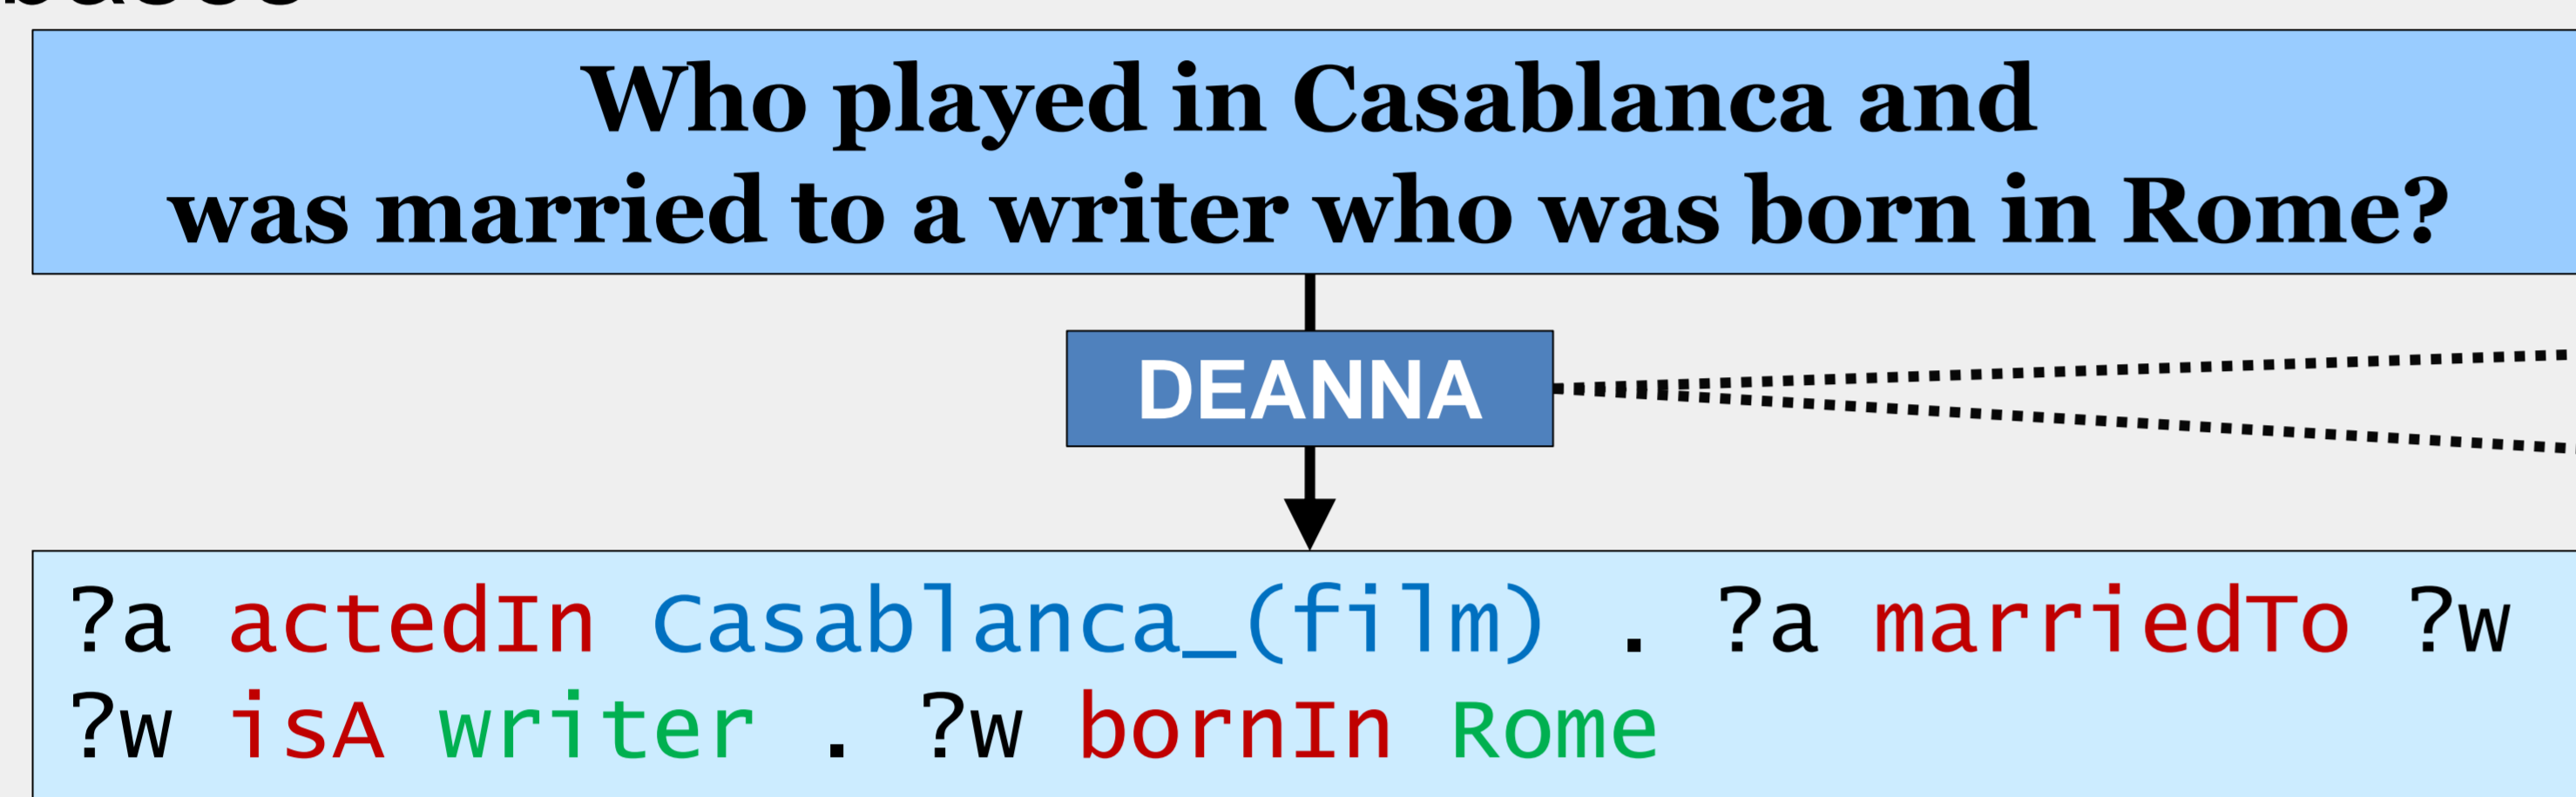 Who played in Casablanca and
was married to a writer who was born in Rome?
DEANNA
?a actedIn Casablanca_(film) . ?a marriedTo ?w
?w isA writer . ?w bornIn Rome